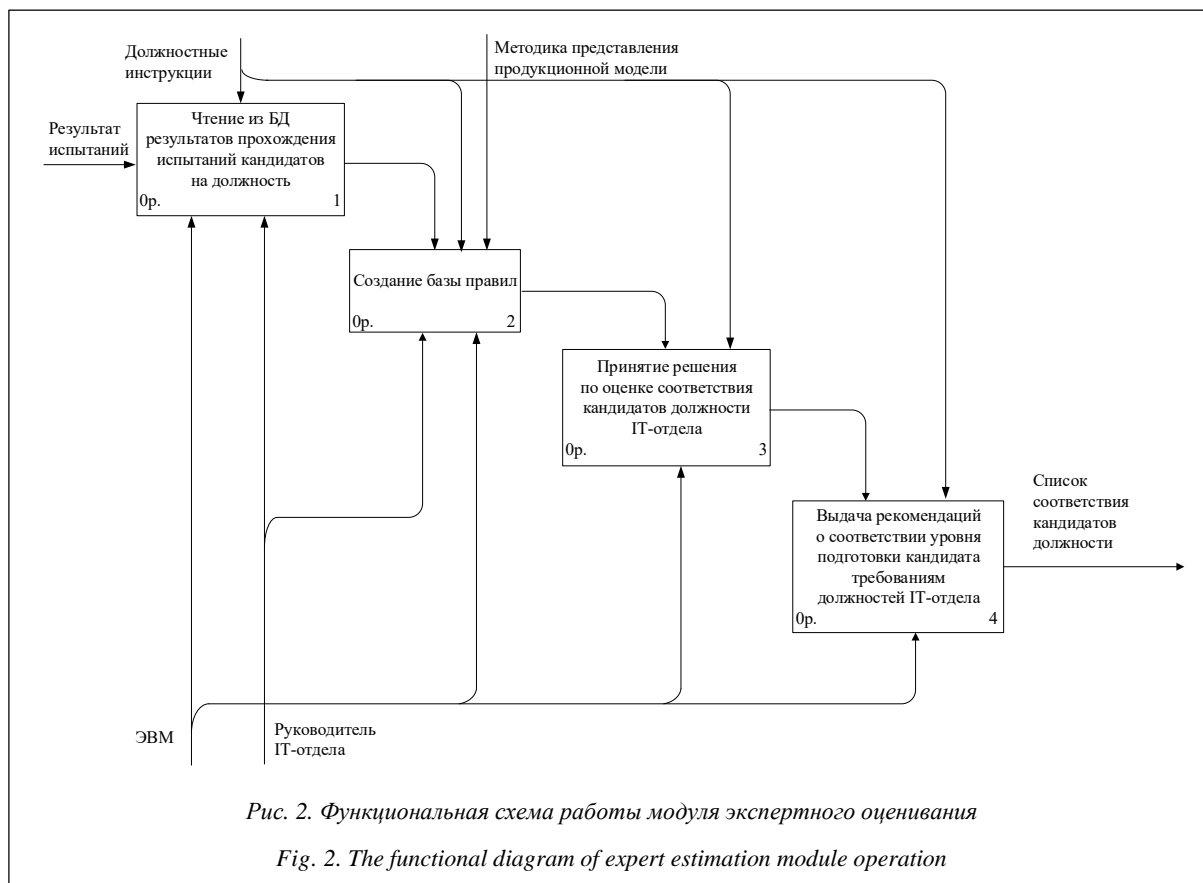 Должностные
инструкции
Методика представления
продукционной модели
Результат
испытаний
Чтение из БД
результатов прохождения
испытаний кандидатов
на должность
0р. 1
Создание базы правил
0р. 2
Принятие решения
по оценке соответствия
кандидатов должности
IT-отдела
0р. 3
Выдача рекомендаций
о соответствии уровня
подготовки кандидата
требованиям
должностей IT-отдела
0р. 4
Список
соответствия
кандидатов
должности
ЭВМ
Руководитель
IT-отдела
Рис. 2. Функциональная схема работы модуля экспертного оценивания
Fig. 2. The functional diagram of expert estimation module operation